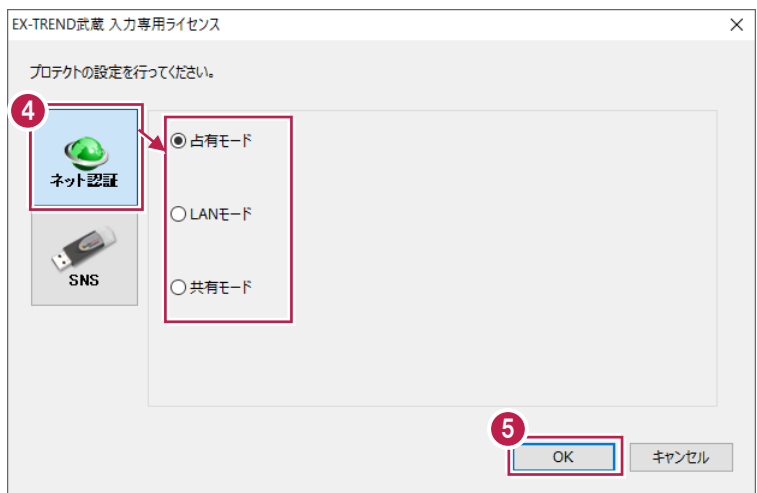 EX-TREND武蔵 入力専用ライセンス
プロテクトの設定を行ってください。
4
ネット認証
占有モード
LANモード
SNS
共有モード
5
OK
キャンセル